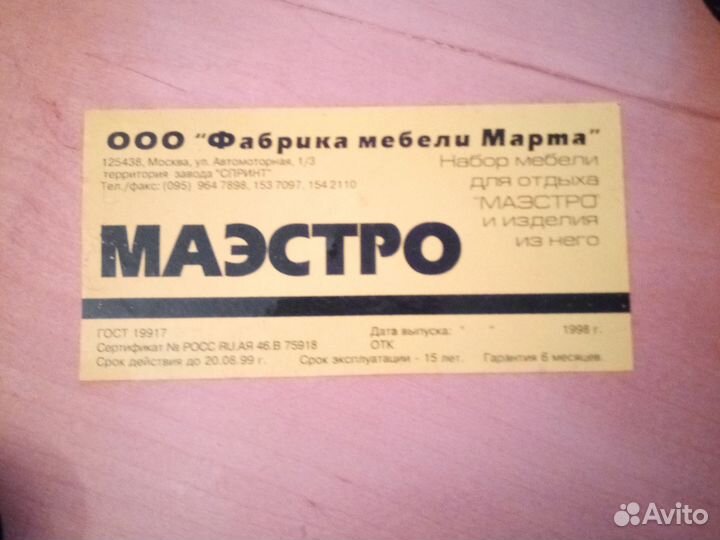 ООО "Фабрика мебели Марта"
125438, Москва, ул. Автомоторная, 1/3
территория завода "СПРИНТ"
Тел./факс: (095) 964 7898, 153 7097, 154 2110
Набор мебели
для отдыха
"МАЭСТРО"
и изделия
из него
МАЭСТРО
ГОСТ 19917
Дата выпуска: " " 1998 г.
Сертификат № РОСС RU.АЯ 46.В 75918
ОТК
Срок действия до 20.08.99 г. Срок эксплуатации - 15 лет. Гарантия 6 месяцев.
Avito